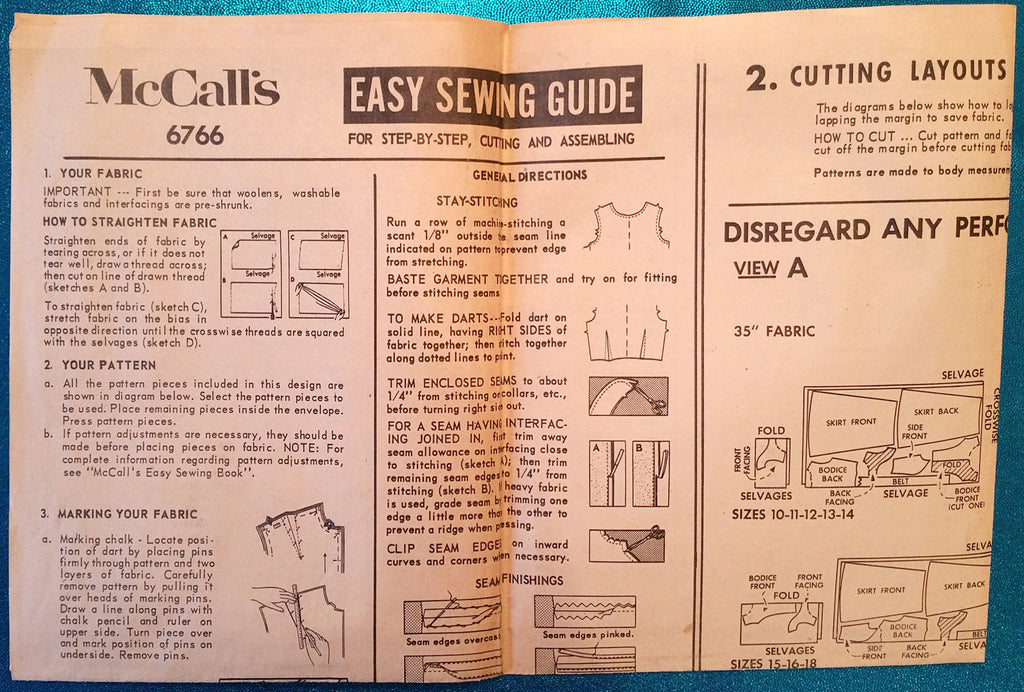 McCall's
6766
EASY SEWING GUIDE
FOR STEP-BY-STEP, CUTTING AND ASSEMBLING
1. YOUR FABRIC
IMPORTANT --- First be sure that woolens, washable
fabrics and interfacings are pre-shrunk.
HOW TO STRAIGHTEN FABRIC
Straighten ends of fabric by
tearing across, or if it does not
tear well, draw a thread across;
then cut on line of drawn thread
(sketches A and B).
A Selvage
C Selvage
Selvage
Selvage
B
D
To straighten fabric (sketch C),
stretch fabric on the bias in
opposite direction until the crosswise threads are squared
with the selvages (sketch D).
2. YOUR PATTERN
a. All the pattern pieces included in this design are
shown in diagram below. Select the pattern pieces to
be used. Place remaining pieces inside the envelope.
Press pattern pieces.
b. If pattern adjustments are necessary, they should be
made before placing pieces on fabric. NOTE: For
complete information regarding pattern adjustments,
see "McCall's Easy Sewing Book".
3. MARKING YOUR FABRIC
a. Marking chalk - Locate posi-
tion of dart by placing pins
firmly through pattern and two
layers of fabric. Carefully
remove pattern by pulling it
over heads of marking pins.
Draw a line along pins with
chalk pencil and ruler on
upper side. Turn piece over
and mark position of pins on
underside. Remove pins.
GENERAL DIRECTIONS
STAY-STITCHING
Run a row of machine-stitching a
scant 1/8" outside the seam line
indicated on pattern to prevent edge
from stretching.
BASTE GARMENT TOGETHER and try on for fitting
before stitching seams
TO MAKE DARTS--Fold dart on
solid line, having RIGHT SIDES of
fabric together; then stitch together
along dotted lines to point.
TRIM ENCLOSED SEAMS to about
1/4" from stitching on collars, etc.,
before turning right side out.
FOR A SEAM HAVING INTERFAC-
ING JOINED IN, first trim away
seam allowance on interfacing close
to stitching (sketch A); then trim
remaining seam edges to 1/4" from
stitching (sketch B). If heavy fabric
is used, grade seam by trimming one
edge a little more than the other to
prevent a ridge when pressing.
A
B
CLIP SEAM EDGES on inward
curves and corners when necessary.
SEAM FINISHINGS
Seam edges overcast
Seam edges pinked.
2. CUTTING LAYOUTS
The diagrams below show how to
lapping the margin to save fabric.
HOW TO CUT ... Cut pattern and
cut off the margin before cutting
Patterns are made to body
DISREGARD ANY
VIEW A
35" FABRIC
SELVAGE
CROSSWISE
FOLD
SKIRT FRONT
SKIRT BACK
SIDE
FRONT
FOLD
FRONT
FACING
BODICE
BACK
FOLD
BELT
BACK
FACING
SELVAGE
BODICE
FRONT
(CUT ONE)
SELVAGES
SIZES 10-11-12-13-14
SELVAGE
BODICE
FRONT
FRONT
FACING
FOLD
SKIRT FRONT
SKIRT BACK
BODICE
BACK
BELT
SIDE
FRONT
BACK
FACING
SELVAGES
SIZES 15-16-18